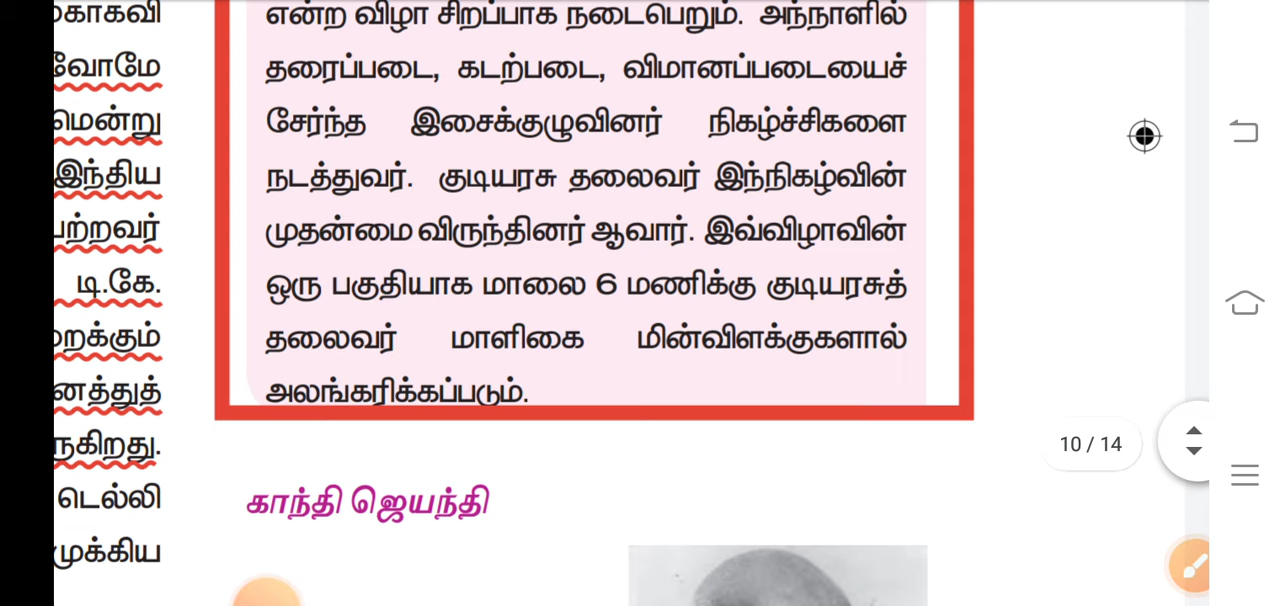 என்ற விழா சிறப்பாக நடைபெறும். அந்நாளில்
தரைப்படை, கடற்படை, விமானப்படையைச்
சேர்ந்த இசைக்குழுவினர் நிகழ்ச்சிகளை
நடத்துவர். குடியரசு தலைவர் இந்நிகழ்வின்
முதன்மை விருந்தினர் ஆவார். இவ்விழாவின்
ஒரு பகுதியாக மாலை 6 மணிக்கு குடியரசுத்
தலைவர் மாளிகை மின்விளக்குகளால்
அலங்கரிக்கப்படும்.
இந்திய
டி.கே.
டெல்லி
முக்கிய
காந்தி ஜெயந்தி
10 / 14